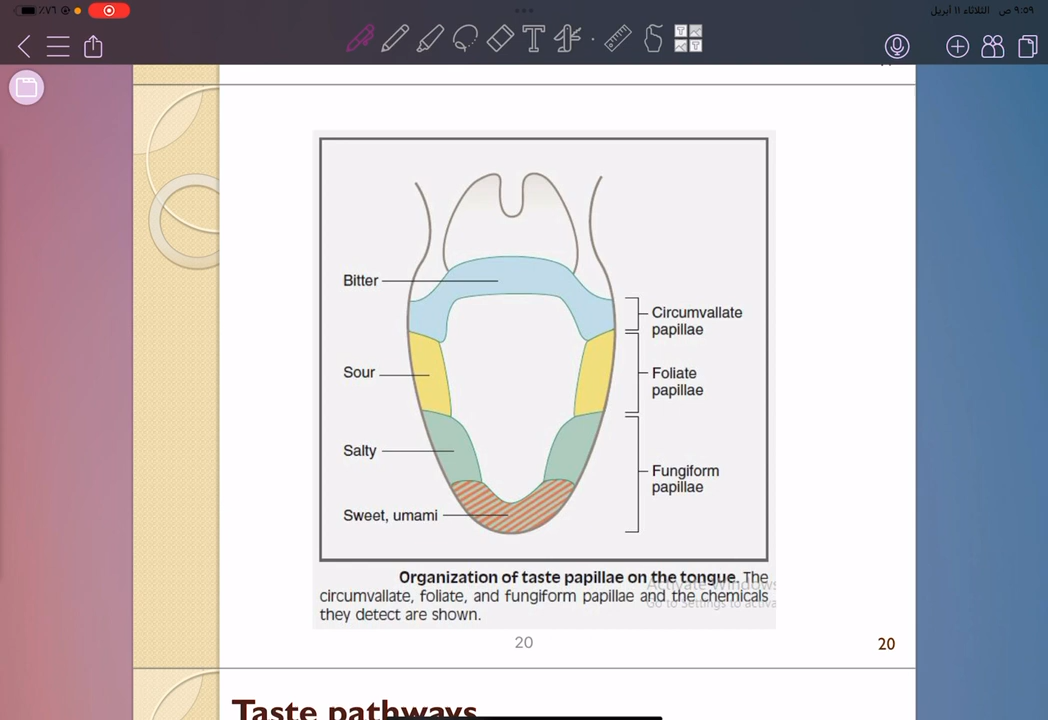 ٩:٥٩ ص الثلاثاء ١١ أبريل
٪٧٦
Bitter
Circumvallate
papillae
Sour
Foliate
papillae
Salty
Fungiform
papillae
Sweet, umami
Organization of taste papillae on the tongue. The
circumvallate, foliate, and fungiform papillae and the chemicals
they detect are shown.
Activate Windows
Go to Settings to activa
20
20
Taste pathways